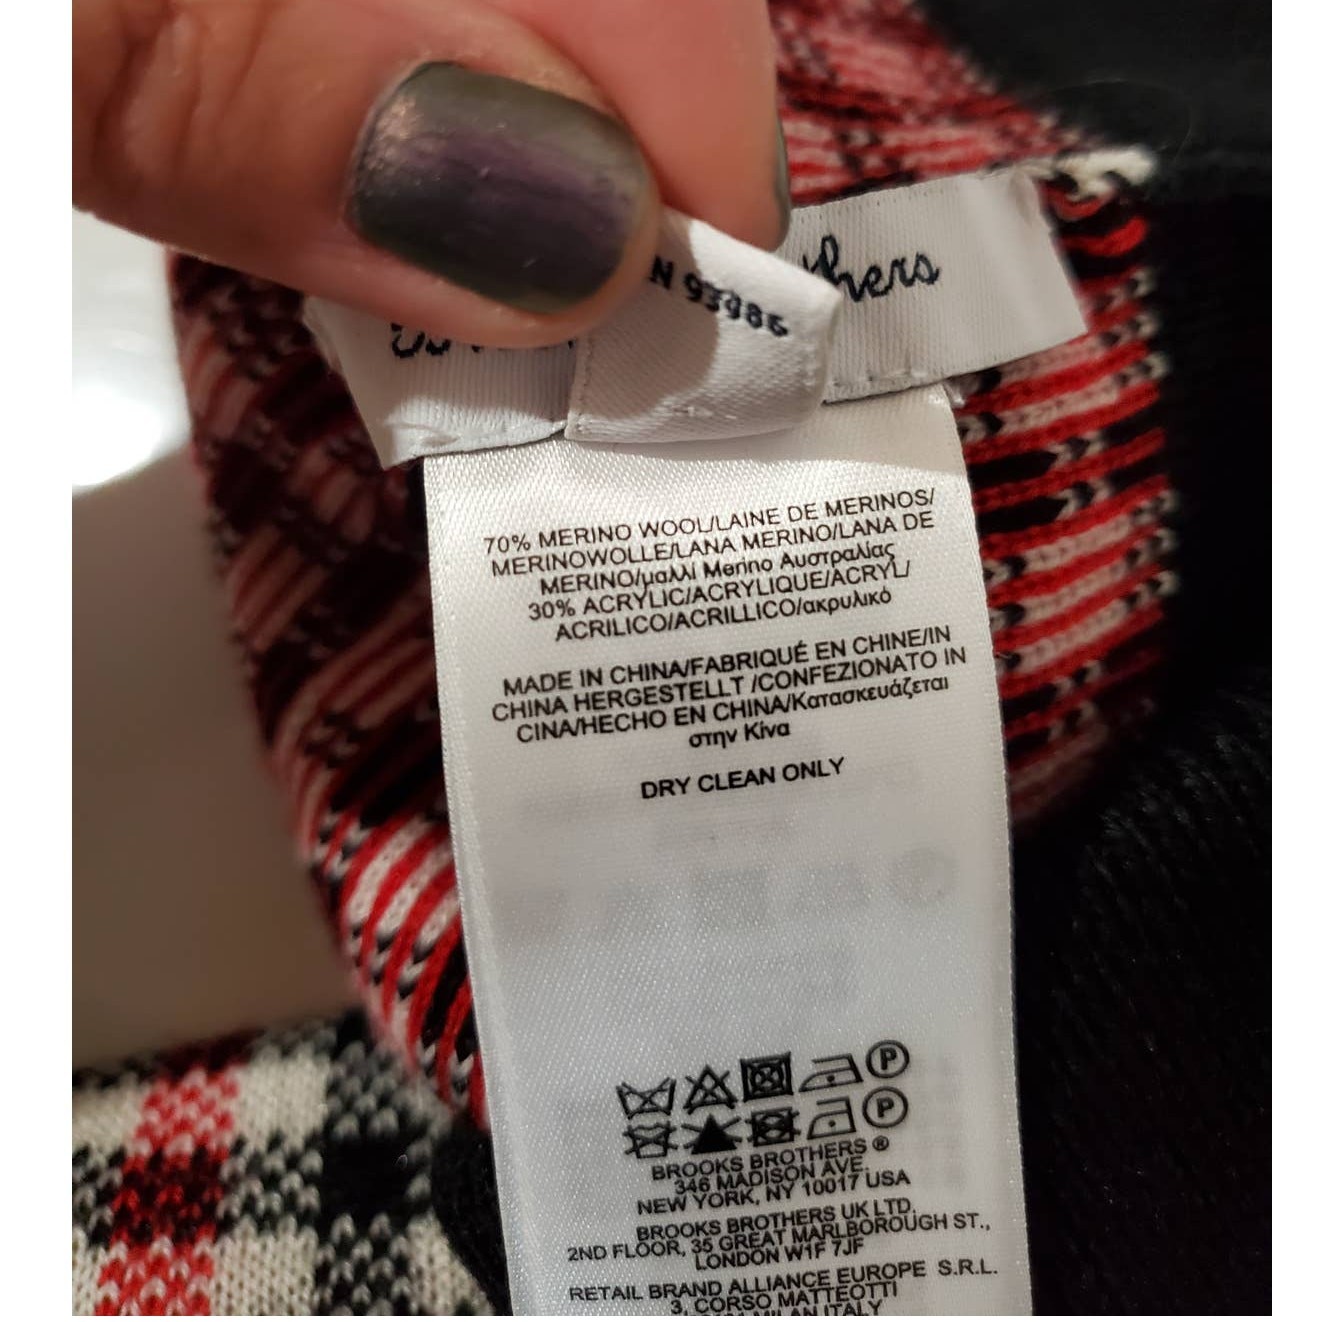 N 93986
thers
70% MERINO WOOL/LAINE DE MERINOS/
MERINOWOLLE/LANA MERINO/LANA DE
MERINO/μαλλί Merino Αυστραλίας
30% ACRYLIC/ACRYLIQUE/ACRYL/
ACRILICO/ACRILLICO/ακρυλικό
MADE IN CHINA/FABRIQUÉ EN CHINE/IN
CHINA HERGESTELLT /CONFEZIONATO IN
CINA/HECHO EN CHINA/Κατασκευάζεται
στην Κίνα
DRY CLEAN ONLY
P
P
BROOKS BROTHERS ®
346 MADISON AVE.
NEW YORK, NY 10017 USA
BROOKS BROTHERS UK LTD.
2ND FLOOR, 35 GREAT MARLBOROUGH ST.,
LONDON W1F 7JF
RETAIL BRAND ALLIANCE EUROPE S.R.L.
3, CORSO MATTEOTTI
MILAN ITALY